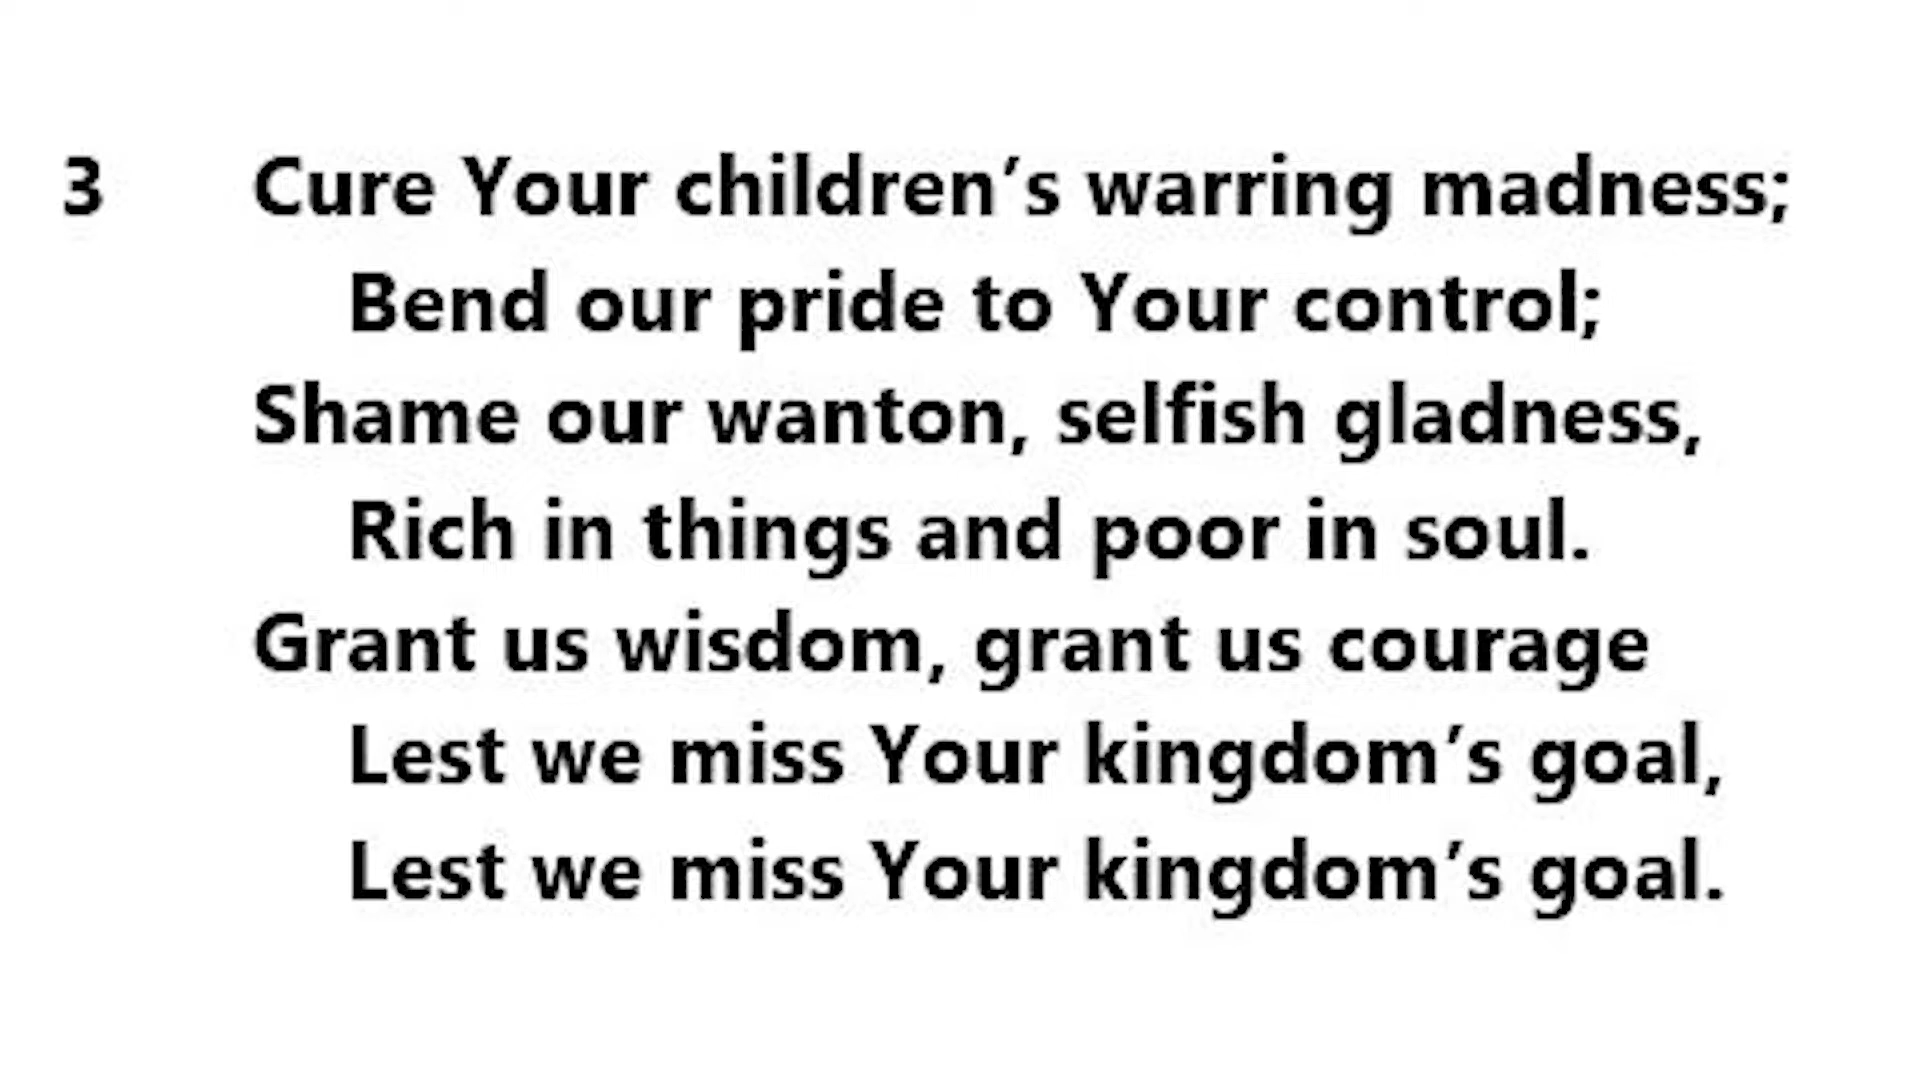 3 Cure Your children’s warring madness;
Bend our pride to Your control;
Shame our wanton, selfish gladness,
Rich in things and poor in soul.
Grant us wisdom, grant us courage
Lest we miss Your kingdom’s goal,
Lest we miss Your kingdom’s goal.